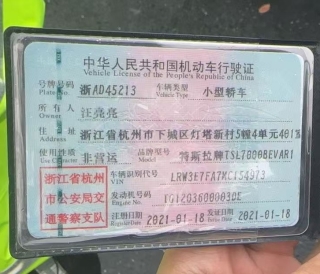 中华人民共和国机动车行驶证
Vehicle License of the People's Republic of China
号牌号码 浙AD45213 车辆类型 小型轿车
Plate No. Vehicle Type
所有人 汪亮亮
Owner
住址 浙江省杭州市下城区灯塔新村5幢4单元401
Address
使用性质 非营运 品牌型号 特斯拉牌TSL7000BEVAR1
Use Character Model
浙江省杭州
市公安局交
通警察支队
车辆识别代号 LRW3E7FA7MC154973
VIN
发动机号码 TG1203600003DE
Engine No.
注册日期 2021-01-18 发证日期 2021-01-18
Register Date Issue Date